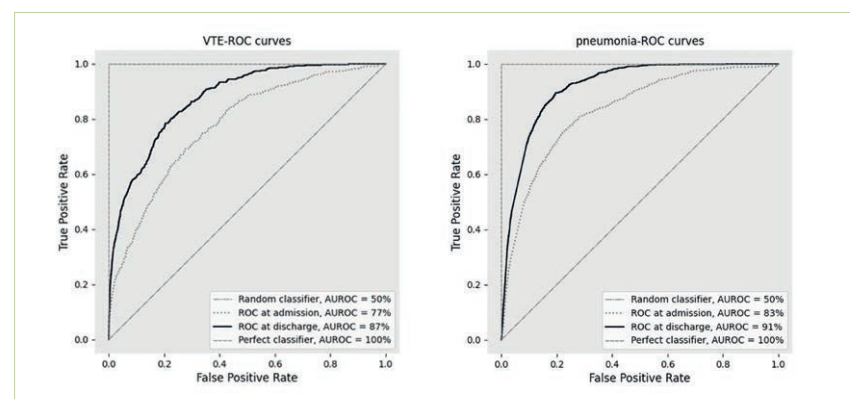 VTE-ROC curves
1.0
0.8
0.6
0.4
0.2
0.0
True Positive Rate
Random classifier, AUROC = 50%
ROC at admission, AUROC = 77%
ROC at discharge, AUROC = 87%
Perfect classifier, AUROC = 100%
0.0 0.2 0.4 0.6 0.8 1.0
False Positive Rate
pneumonia-ROC curves
1.0
0.8
0.6
0.4
0.2
0.0
True Positive Rate
Random classifier, AUROC = 50%
ROC at admission, AUROC = 83%
ROC at discharge, AUROC = 91%
Perfect classifier, AUROC = 100%
0.0 0.2 0.4 0.6 0.8 1.0
False Positive Rate